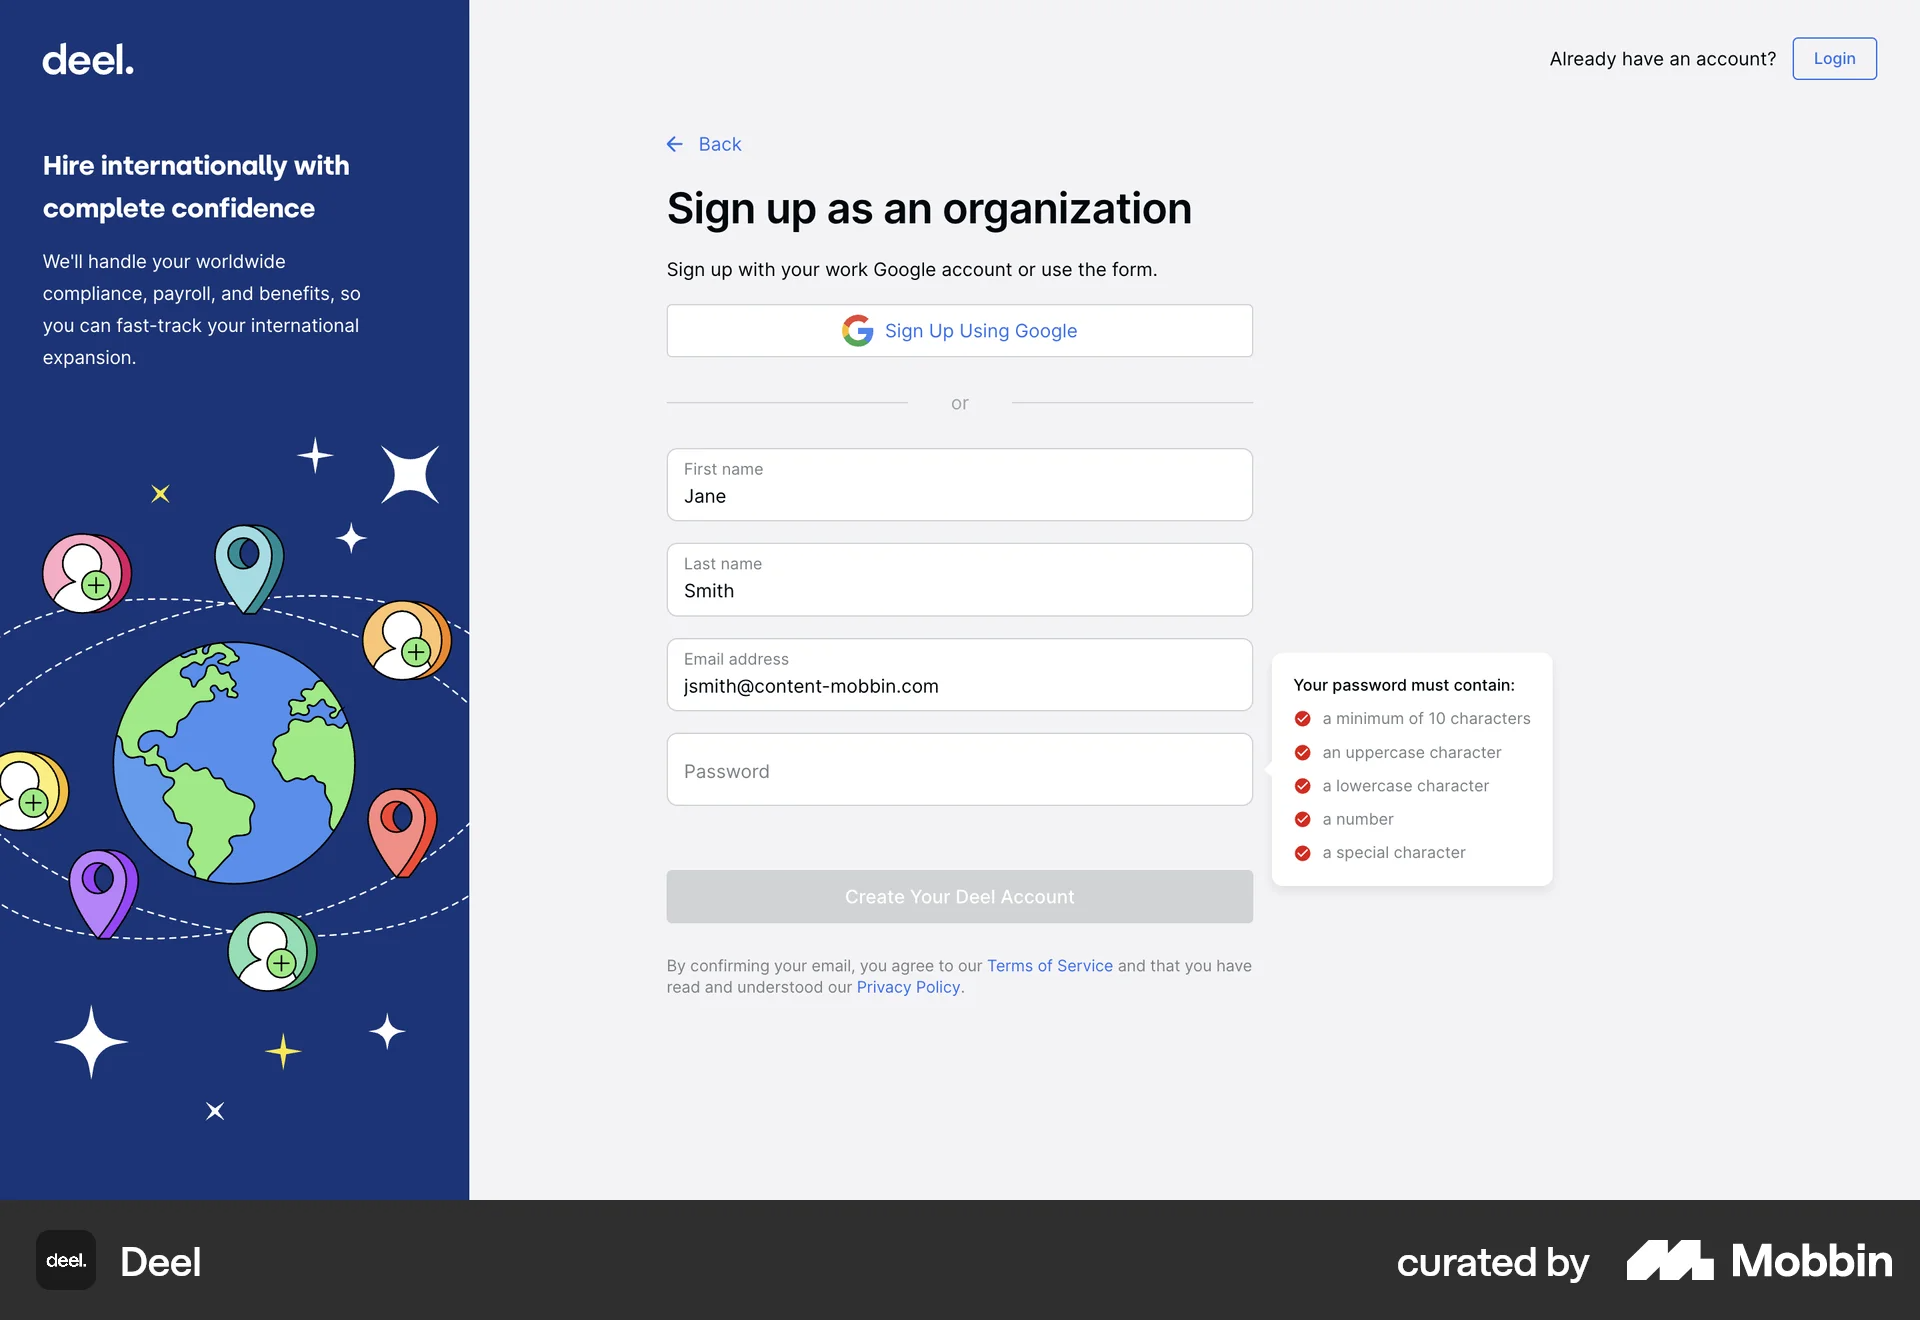 deel.
Hire internationally with
complete confidence
We'll handle your worldwide
compliance, payroll, and benefits, so
you can fast-track your international
expansion.
Already have an account?
Login
Back
Sign up as an organization
Sign up with your work Google account or use the form.
Sign Up Using Google
or
First name
Jane
Last name
Smith
Email address
jsmith@content-mobbin.com
Password
Your password must contain:
a minimum of 10 characters
an uppercase character
a lowercase character
a number
a special character
Create Your Deel Account
By confirming your email, you agree to our Terms of Service and that you have
read and understood our Privacy Policy.
deel.
Deel
curated by
Mobbin